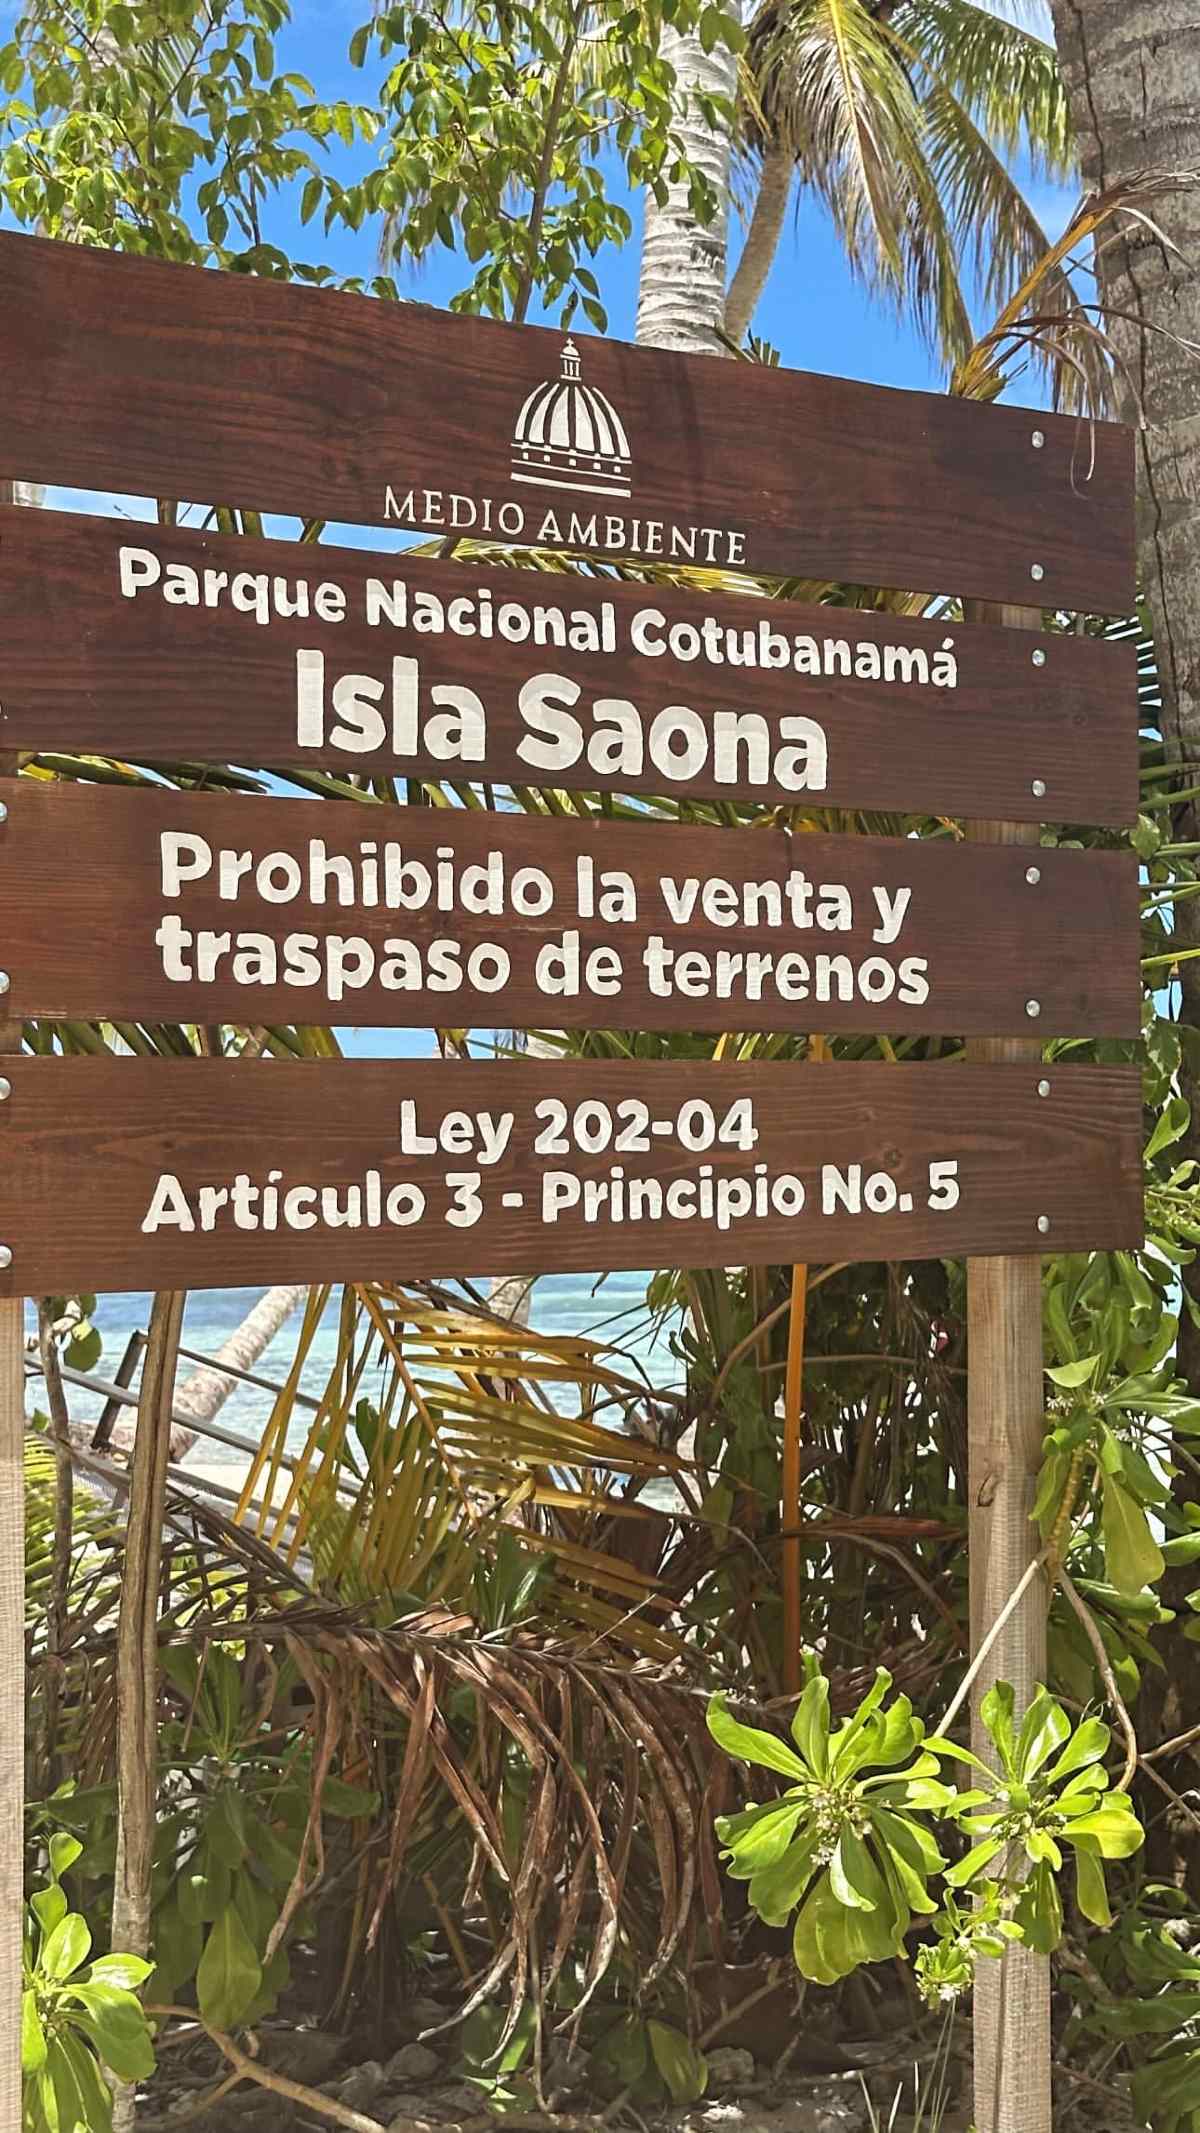 MEDIO AMBIENTE
Parque Nacional Cotubanamá
Isla Saona
Prohibido la venta y
traspaso de terrenos
Ley 202-04
Artículo 3 - Principio No. 5